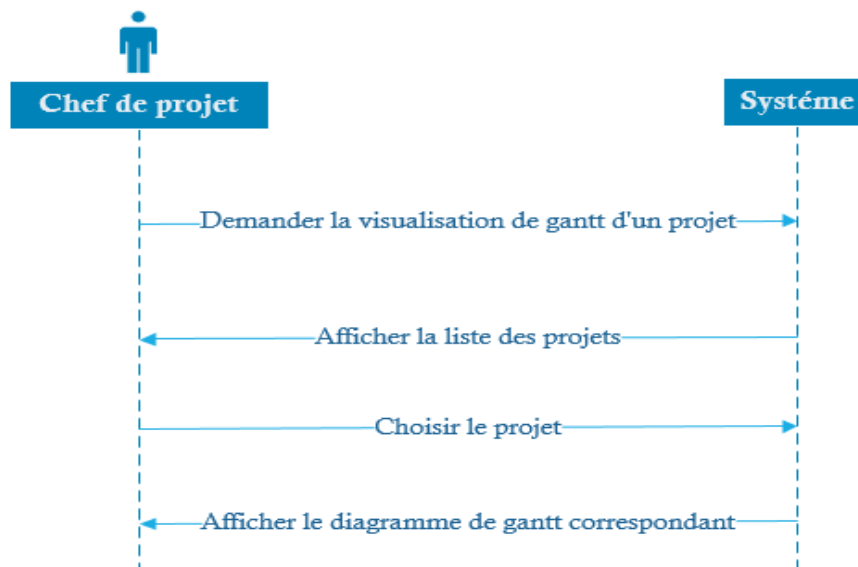 Chef de projet
Systéme
Demander la visualisation de gantt d'un projet
Afficher la liste des projets
Choisir le projet
Afficher le diagramme de gantt correspondant